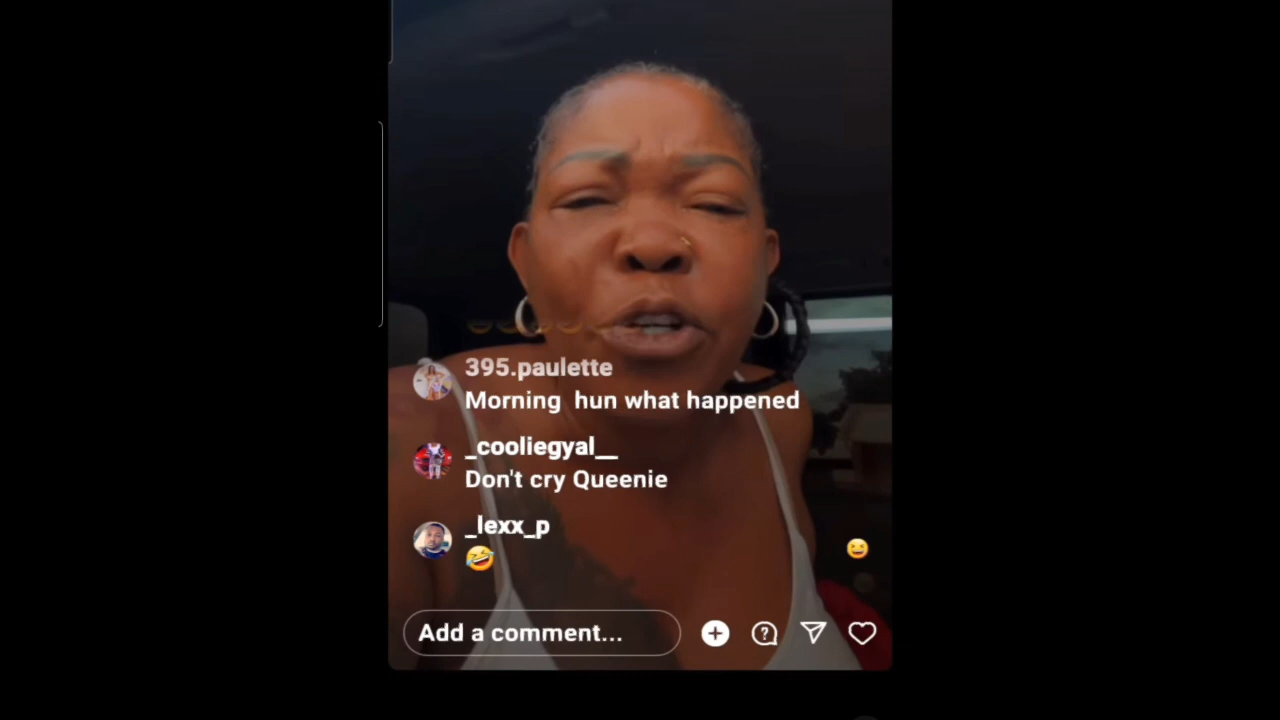 395.paulette
Morning hun what happened
_cooliegyal__
Don't cry Queenie
_lexx_p
Add a comment...